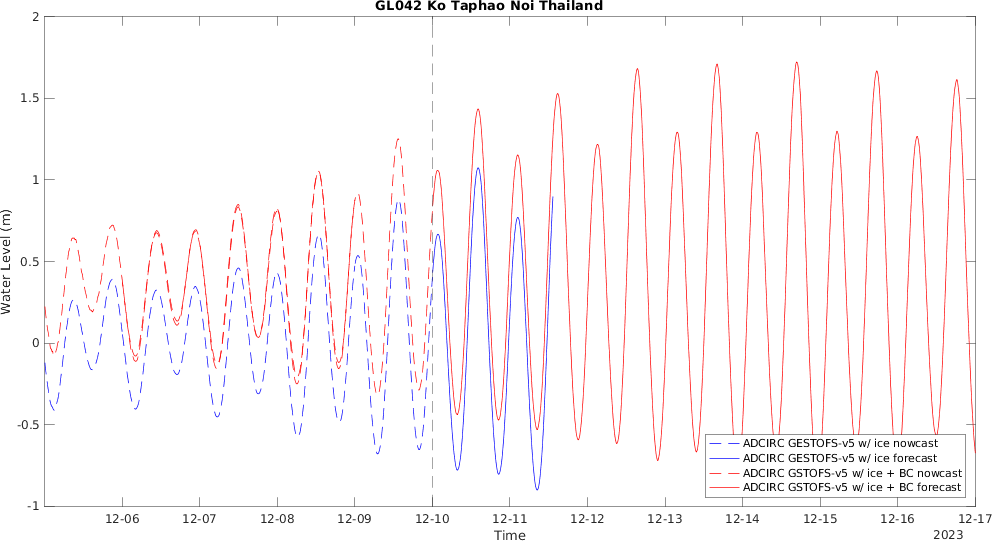 GL042 Ko Taphao Noi Thailand
2
1.5
1
0.5
0
-0.5
-1
Water Level (m)
12-06
12-07
12-08
12-09
12-10
12-11
12-12
12-13
12-14
12-15
12-16
12-17
Time
2023
ADCIRC GESTOFS-v5 w/ ice nowcast
ADCIRC GESTOFS-v5 w/ ice forecast
ADCIRC GSTOFS-v5 w/ ice + BC nowcast
ADCIRC GSTOFS-v5 w/ ice + BC forecast